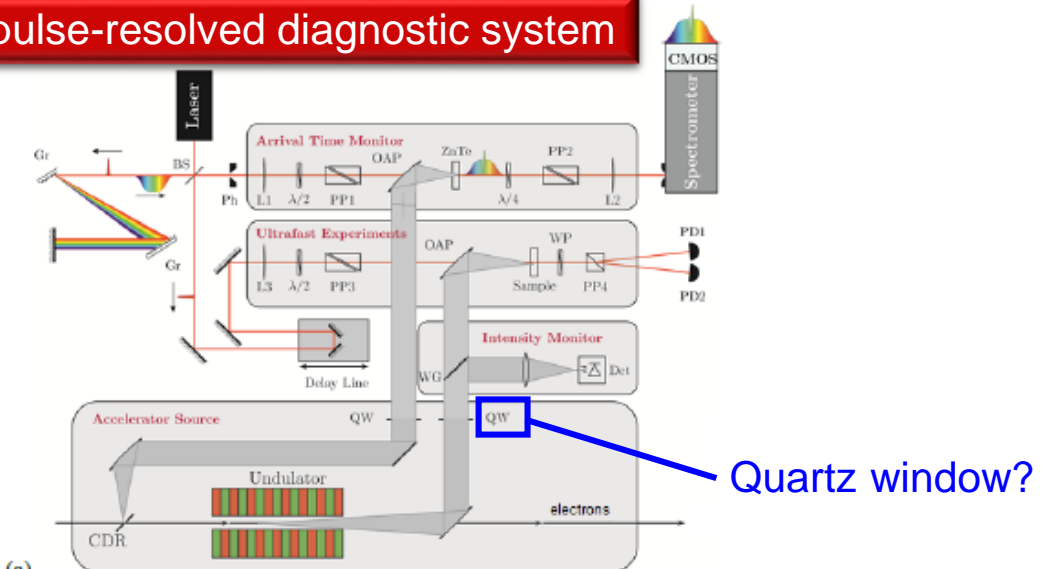 pulse-resolved diagnostic system
CMOS
Spectrometer
Laser
Arrival Time Monitor
Gr
BS
OAP
ZnTe
PP2
Ph
L1
λ/2
PP1
λ/4
L2
Ultrafast Experiments
OAP
WP
PD1
Gr
L3
λ/2
PP3
Sample
PP4
PD2
Intensity Monitor
WG
Det
Delay Line
Accelerator Source
QW
QW
Undulator
Quartz window?
electrons
CDR